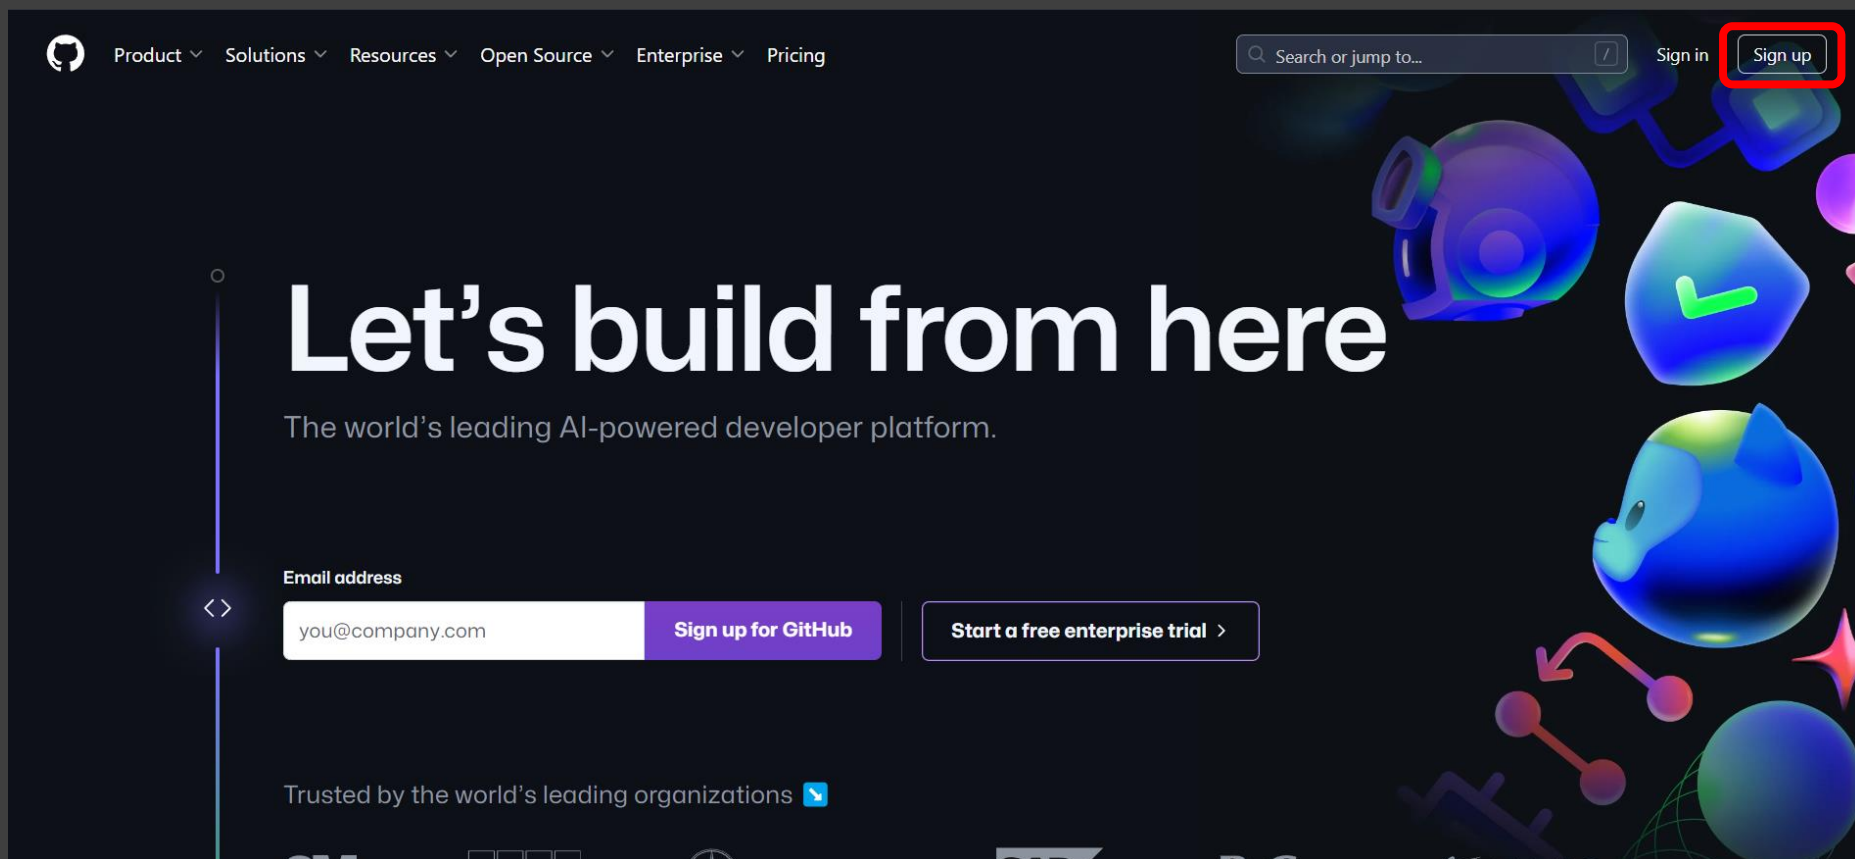 Product Solutions Resources Open Source Enterprise Pricing Search or jump to... / Sign in Sign up
Let's build from here
The world's leading AI-powered developer platform.
Email address
you@company.com Sign up for GitHub Start a free enterprise trial
Trusted by the world's leading organizations